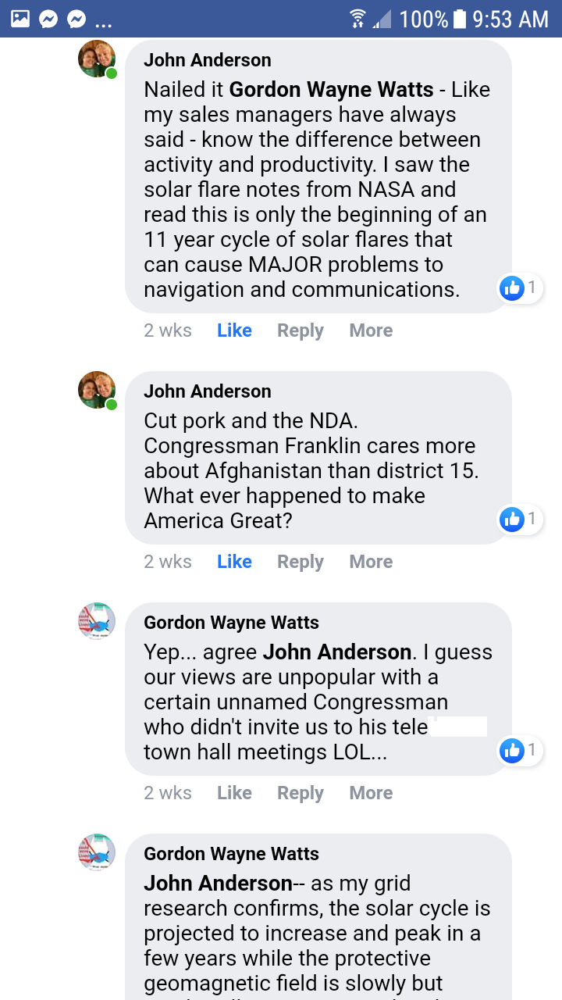 ... 100% 9:53 AM
John Anderson
Nailed it Gordon Wayne Watts - Like
my sales managers have always
said - know the difference between
activity and productivity. I saw the
solar flare notes from NASA and
read this is only the beginning of an
11 year cycle of solar flares that
can cause MAJOR problems to
navigation and communications.
1
2 wks Like Reply More
John Anderson
Cut pork and the NDA.
Congressman Franklin cares more
about Afghanistan than district 15.
What ever happened to make
America Great?
1
2 wks Like Reply More
Gordon Wayne Watts
Yep... agree John Anderson. I guess
our views are unpopular with a
certain unnamed Congressman
who didn't invite us to his tele
town hall meetings LOL...
1
2 wks Like Reply More
Gordon Wayne Watts
John Anderson-- as my grid
research confirms, the solar cycle is
projected to increase and peak in a
few years while the protective
geomagnetic field is slowly but